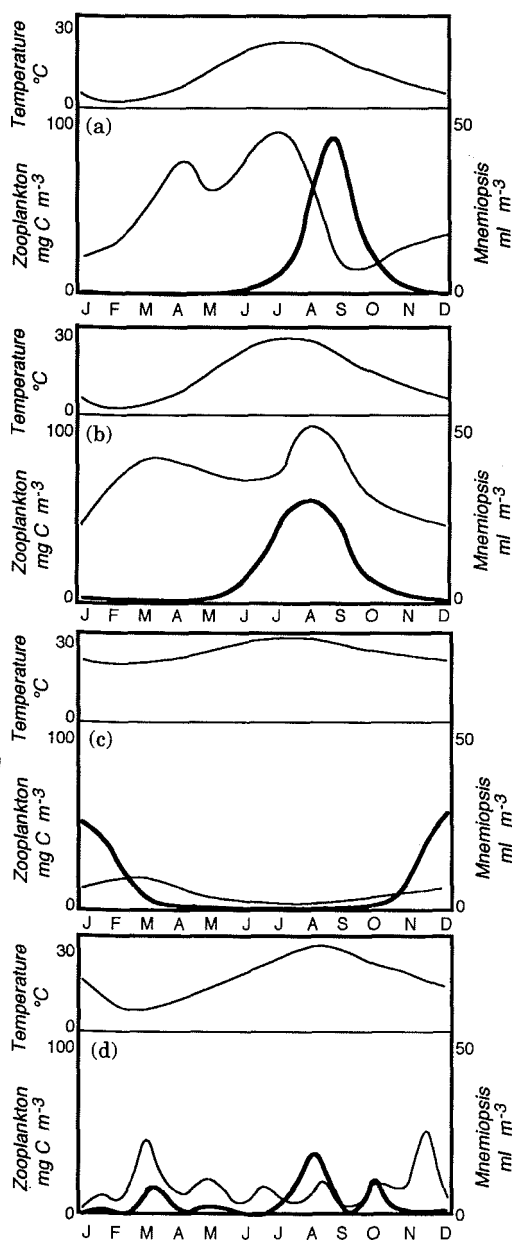 30
Temperature
°C
0
100
(a)
50
Zooplankton
mg C m-3
Mnemiopsis
ml m-3
0
0
J F M A M J J A S O N D
30
Temperature
°C
0
100
(b)
50
Zooplankton
mg C m-3
Mnemiopsis
ml m-3
0
0
J F M A M J J A S O N D
30
Temperature
°C
0
100
(c)
50
Zooplankton
mg C m-3
Mnemiopsis
ml m-3
0
0
J F M A M J J A S O N D
30
Temperature
°C
0
100
(d)
50
Zooplankton
mg C m-3
Mnemiopsis
ml m-3
0
0
J F M A M J J A S O N D